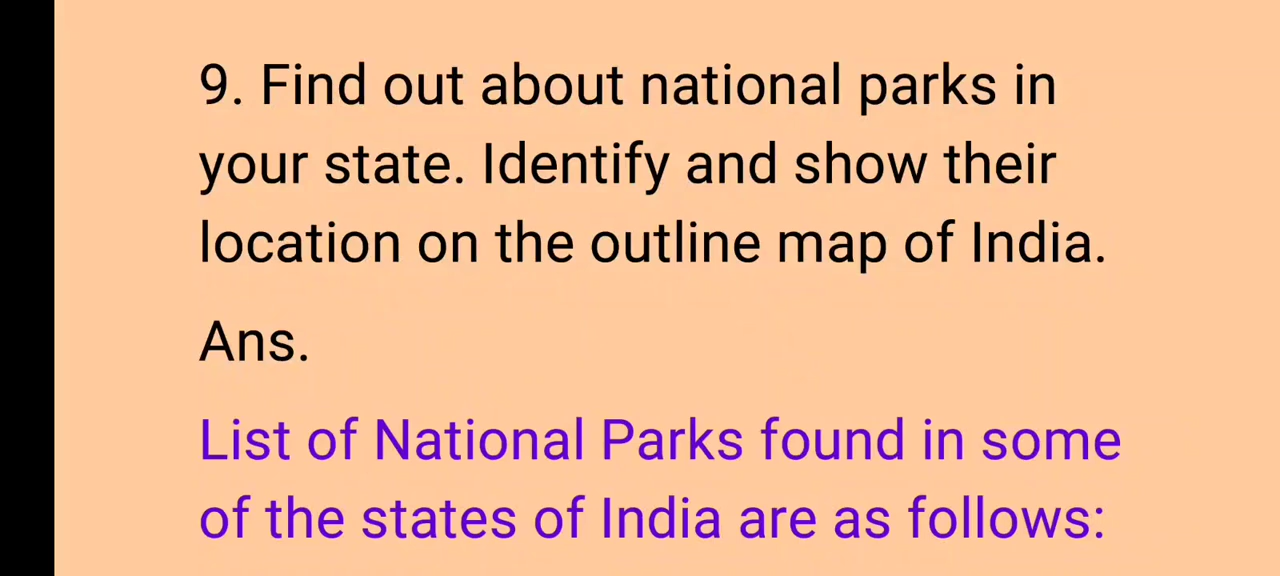 9. Find out about national parks in
your state. Identify and show their
location on the outline map of India.
Ans.
List of National Parks found in some
of the states of India are as follows: